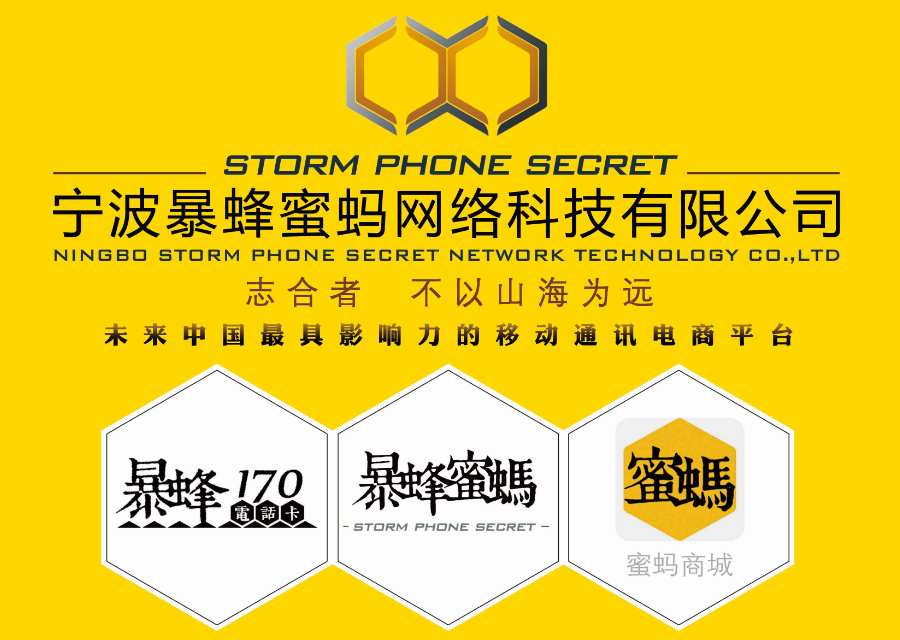 STORM PHONE SECRET
宁波暴蜂蜜蚂网络科技有限公司
NINGBO STORM PHONE SECRET NETWORK TECHNOLOGY CO.,LTD
志合者 不以山海为远
未来中国最具影响力的移动通讯电商平台
暴蜂170
電話卡
暴蜂蜜螞
- STORM PHONE SECRET -
蜜螞
蜜蚂商城